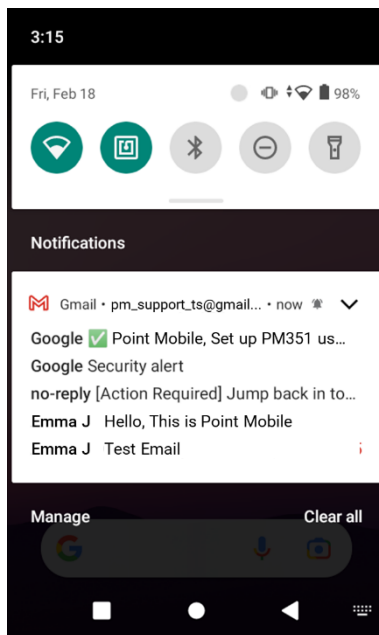 3:15
Fri, Feb 18 98%
Notifications
Gmail • pm_support_ts@gmail... • now
Google ✅ Point Mobile, Set up PM351 us...
Google Security alert
no-reply [Action Required] Jump back in to...
Emma J Hello, This is Point Mobile
Emma J Test Email
Manage Clear all